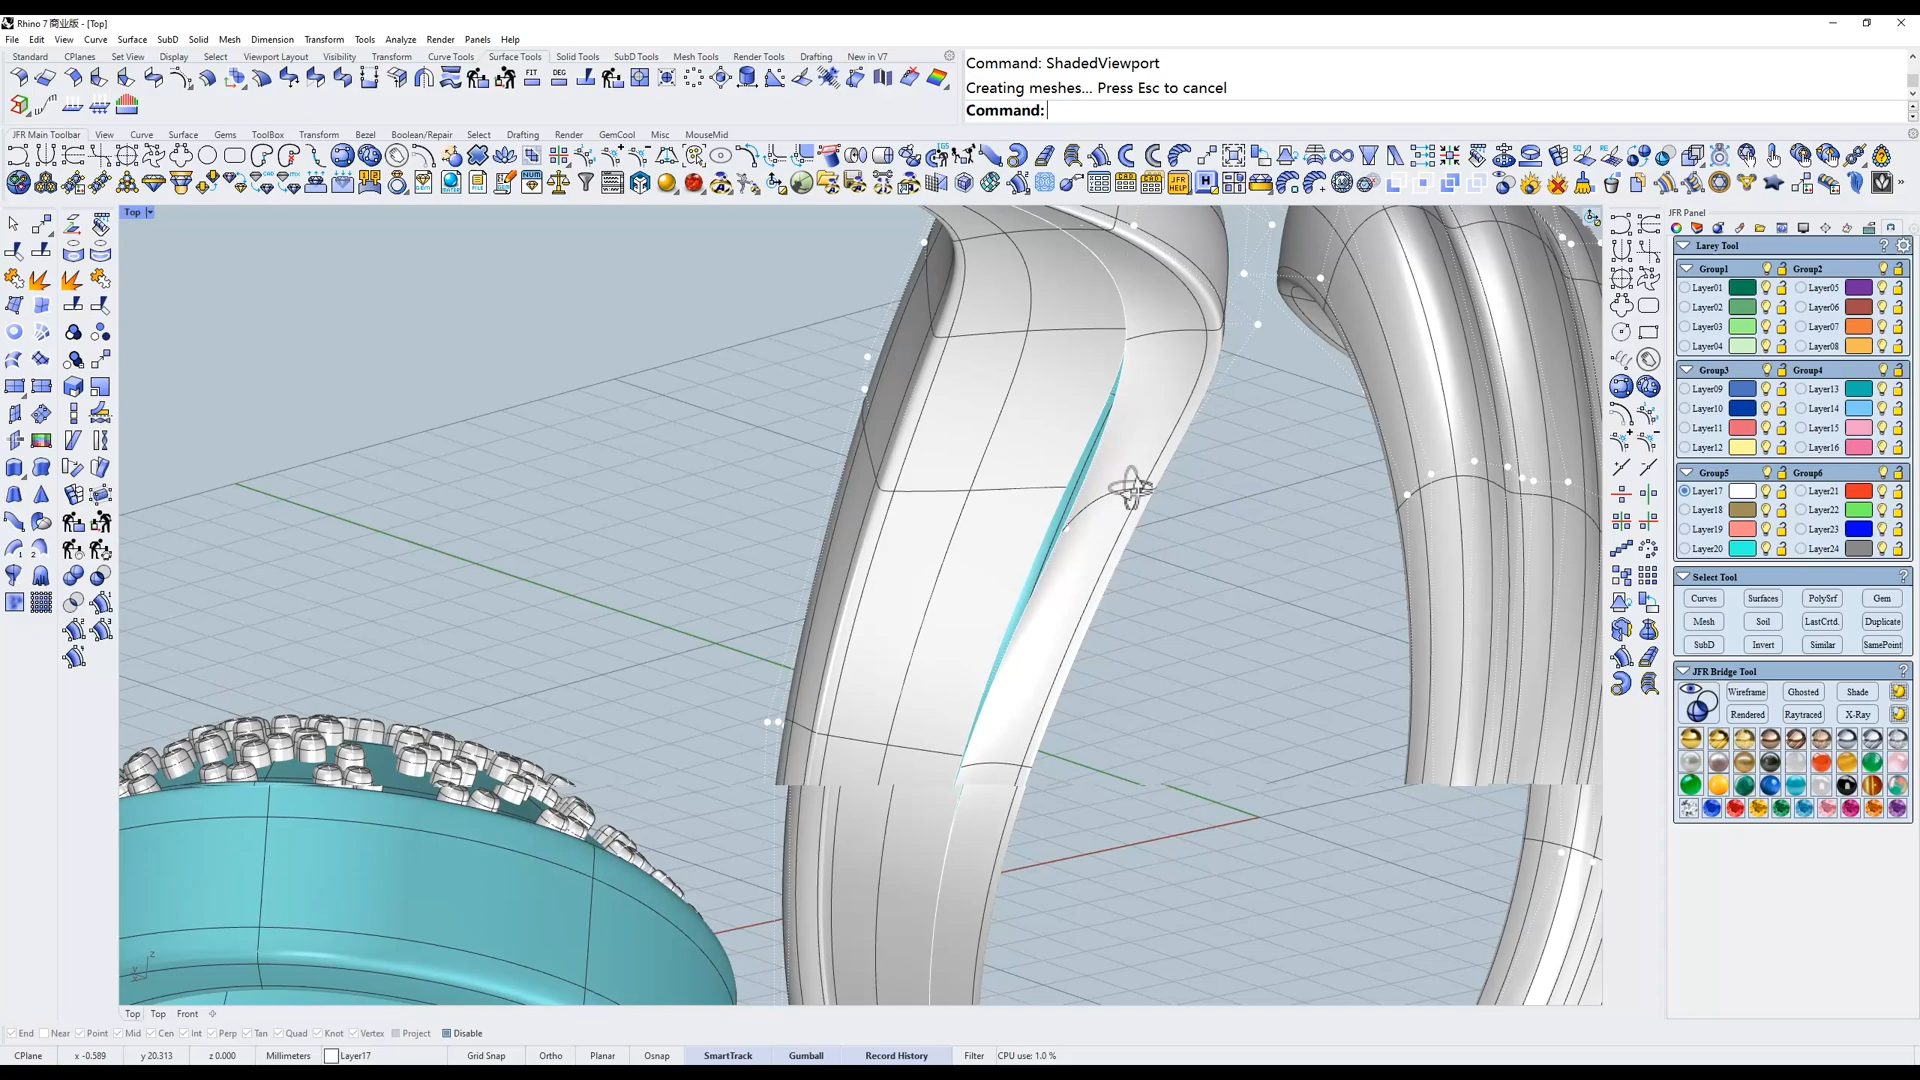 Rhino 7 商业版 - [Top]
File Edit View Curve Surface SubD Solid Mesh Dimension Transform Tools Analyze Render Panels Help
Standard CPlanes Set View Display Select Viewport Layout Visibility Transform Curve Tools Surface Tools Solid Tools SubD Tools Mesh Tools Render Tools Drafting New in V7
Command: ShadedViewport
Creating meshes... Press Esc to cancel
Command:
FIT DEG
JFR Main Toolbar View Curve Surface Gems ToolBox Transform Bezel Boolean/Repair Select Drafting Render GemCool Misc MouseMid
Top
JFR Panel
Larey Tool
Group1 Group2
Layer01 Layer05
Layer02 Layer06
Layer03 Layer07
Layer04 Layer08
Group3 Group4
Layer09 Layer13
Layer10 Layer14
Layer11 Layer15
Layer12 Layer16
Group5 Group6
Layer17 Layer21
Layer18 Layer22
Layer19 Layer23
Layer20 Layer24
Select Tool
Curves Surfaces PolySrf Gem
Mesh Soil LastCrtd. Duplicate
SubD Invert Similar SamePoint
JFR Bridge Tool
Wireframe Ghosted Shade
Rendered Raytraced X-Ray
z
Top Top Front
End Near Point Mid Cen Int Perp Tan Quad Knot Vertex Project Disable
CPlane x -0.589 y 20.313 z 0.000 Millimeters Layer17 Grid Snap Ortho Planar Osnap SmartTrack Gumball Record History Filter CPU use: 1.0 %